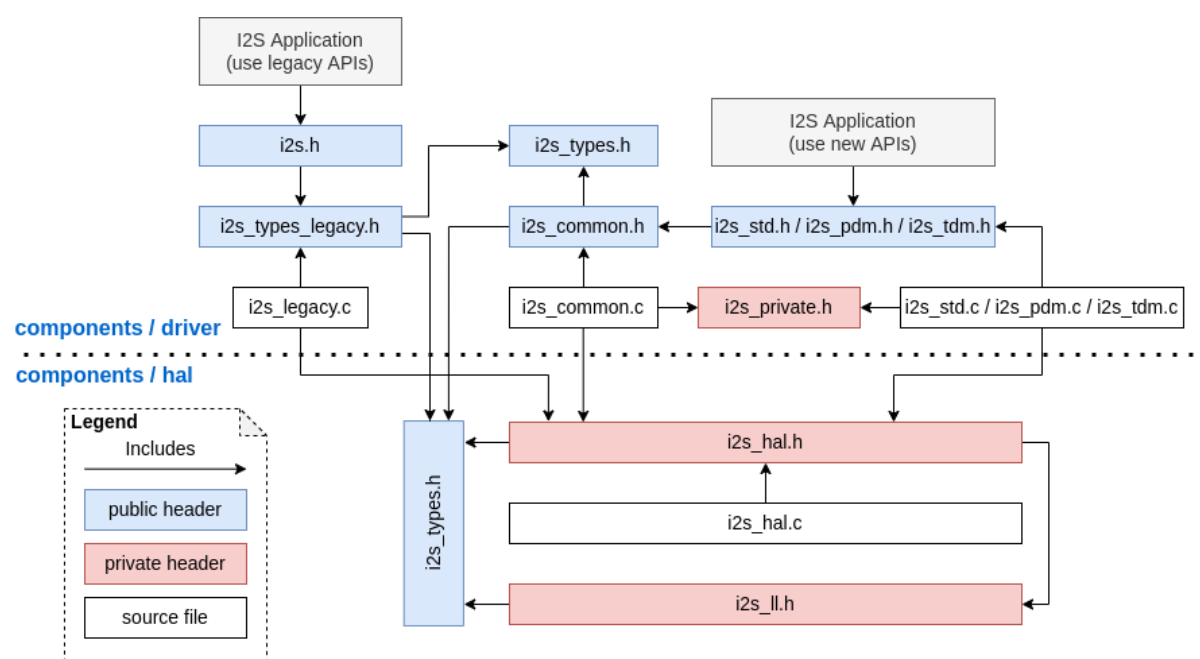 I2S Application
(use legacy APIs)
I2S Application
(use new APIs)
i2s.h
i2s_types.h
i2s_types_legacy.h
i2s_common.h
i2s_std.h / i2s_pdm.h / i2s_tdm.h
i2s_legacy.c
i2s_common.c
i2s_private.h
i2s_std.c / i2s_pdm.c / i2s_tdm.c
components / driver
components / hal
Legend
Includes
public header
private header
source file
i2s_types.h
i2s_hal.h
i2s_hal.c
i2s_ll.h